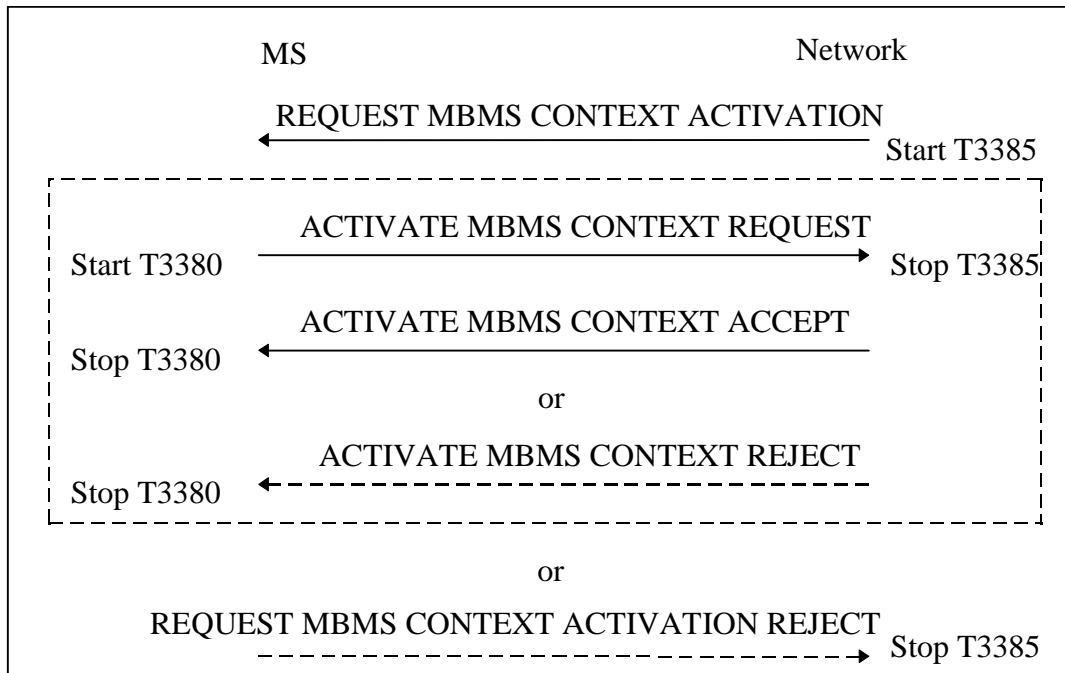 MS Network
REQUEST MBMS CONTEXT ACTIVATION
Start T3385
ACTIVATE MBMS CONTEXT REQUEST
Start T3380 Stop T3385
ACTIVATE MBMS CONTEXT ACCEPT
Stop T3380
or
ACTIVATE MBMS CONTEXT REJECT
Stop T3380
or
REQUEST MBMS CONTEXT ACTIVATION REJECT
Stop T3385